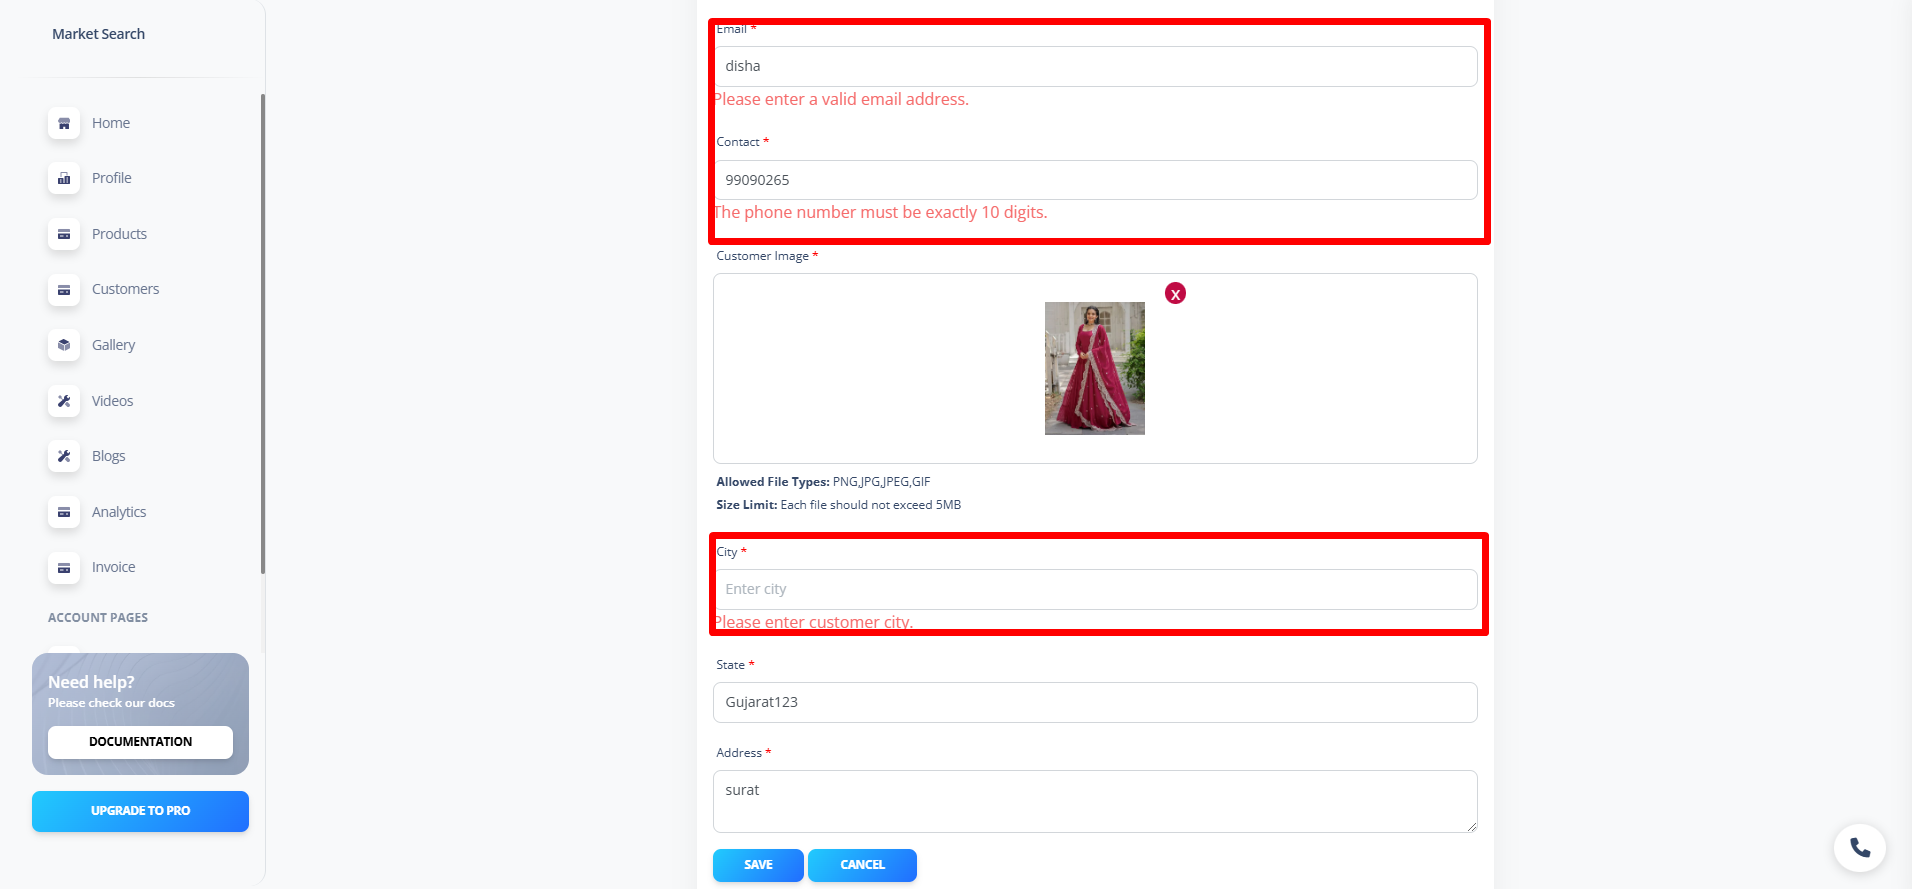 Market Search
Home
Profile
Products
Customers
Gallery
Videos
Blogs
Analytics
Invoice
ACCOUNT PAGES
Need help?
Please check our docs
DOCUMENTATION
UPGRADE TO PRO
Email *
disha
Please enter a valid email address.
Contact *
99090265
The phone number must be exactly 10 digits.
Customer Image *
X
Allowed File Types: PNG,JPG,JPEG,GIF
Size Limit: Each file should not exceed 5MB
City *
Enter city
Please enter customer city.
State *
Gujarat123
Address *
surat
SAVE
CANCEL